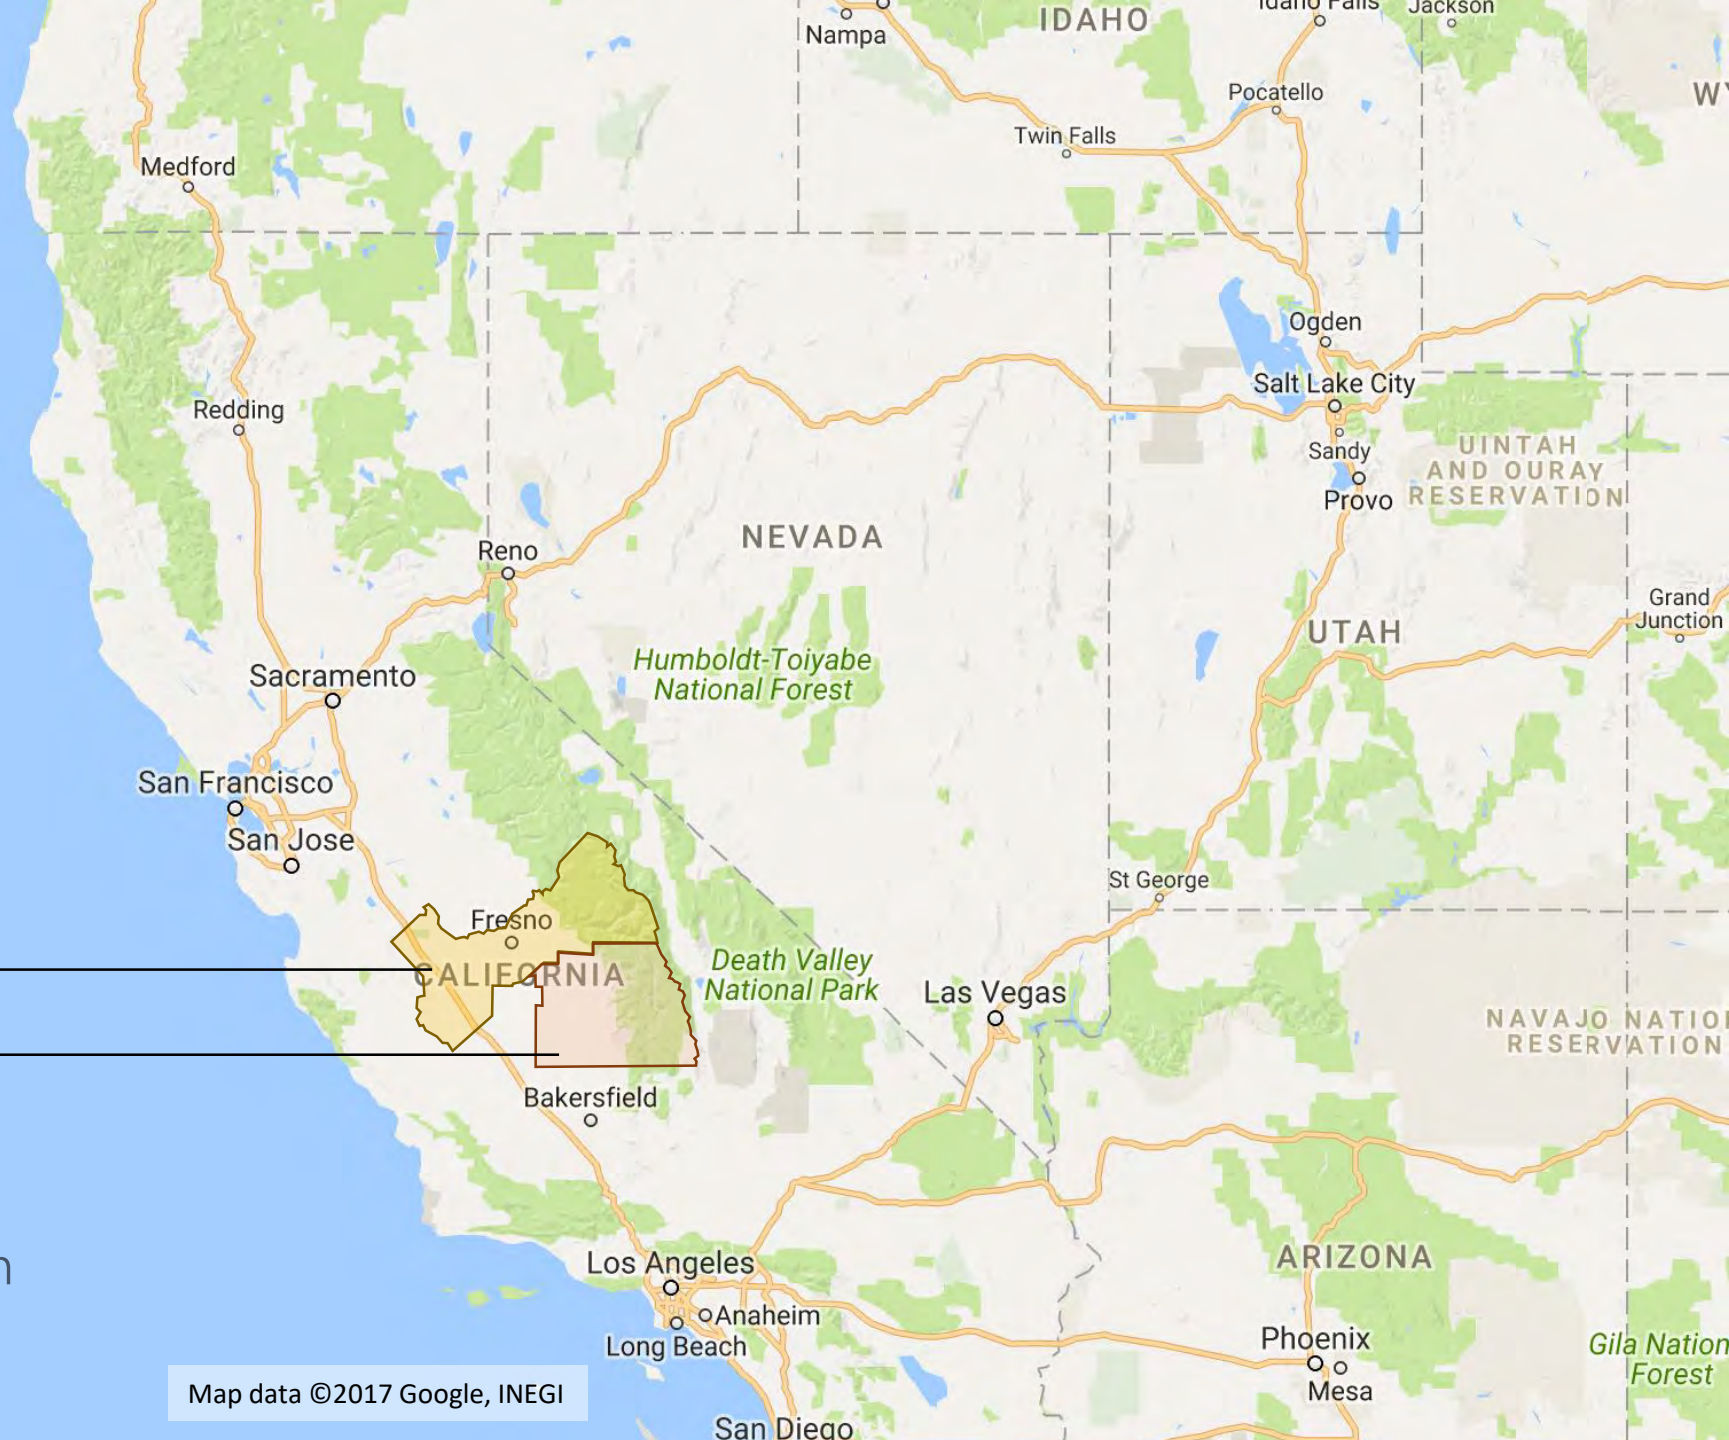 IDAHO
Idaho Falls
Jackson
Nampa
Pocatello
Twin Falls
Medford
Ogden
Salt Lake City
Redding
Sandy
UINTAH
AND OURAY
RESERVATION
Provo
NEVADA
Reno
Grand
Junction
UTAH
Humboldt-Toiyabe
National Forest
Sacramento
San Francisco
San Jose
St George
Fresno
CALIFORNIA
Death Valley
National Park
Las Vegas
NAVAJO NATIO
RESERVATION
Bakersfield
Los Angeles
ARIZONA
Anaheim
Long Beach
Phoenix
Gila Nation
Forest
Mesa
Map data ©2017 Google, INEGI
San Diego